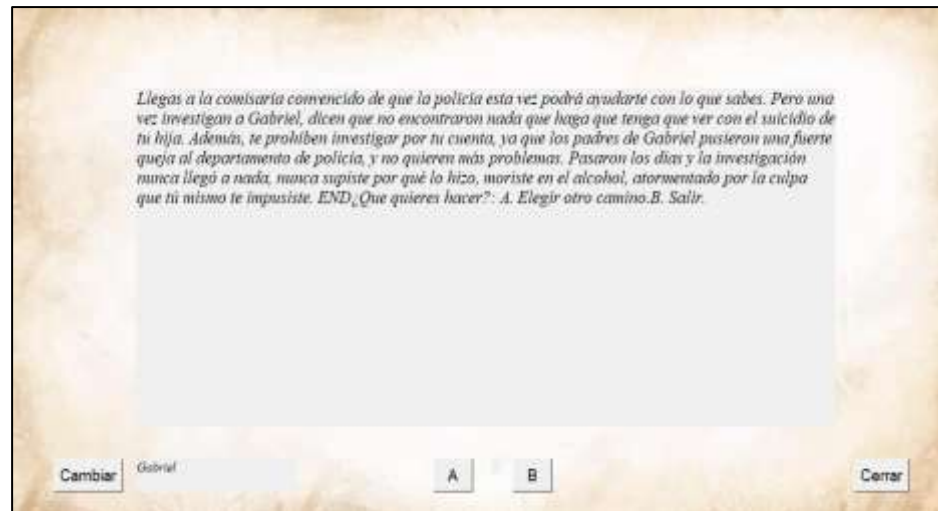 Llegas a la comisaría convencido de que la policía esta vez podrá ayudarte con lo que sabes. Pero una
vez investigan a Gabriel, dicen que no encontraron nada que haga que tenga que ver con el suicidio de
tu hija. Además, te prohíben investigar por tu cuenta, ya que los padres de Gabriel pusieron una fuerte
queja al departamento de policía, y no quieren más problemas. Pasaron los días y la investigación
nunca llegó a nada, nunca supiste por qué lo hizo, moriste en el alcohol, atormentado por la culpa
que tú mismo te impusiste. END¿Que quieres hacer?: A. Elegir otro camino.B. Salir.
Cambiar Gabriel A B Cerrar